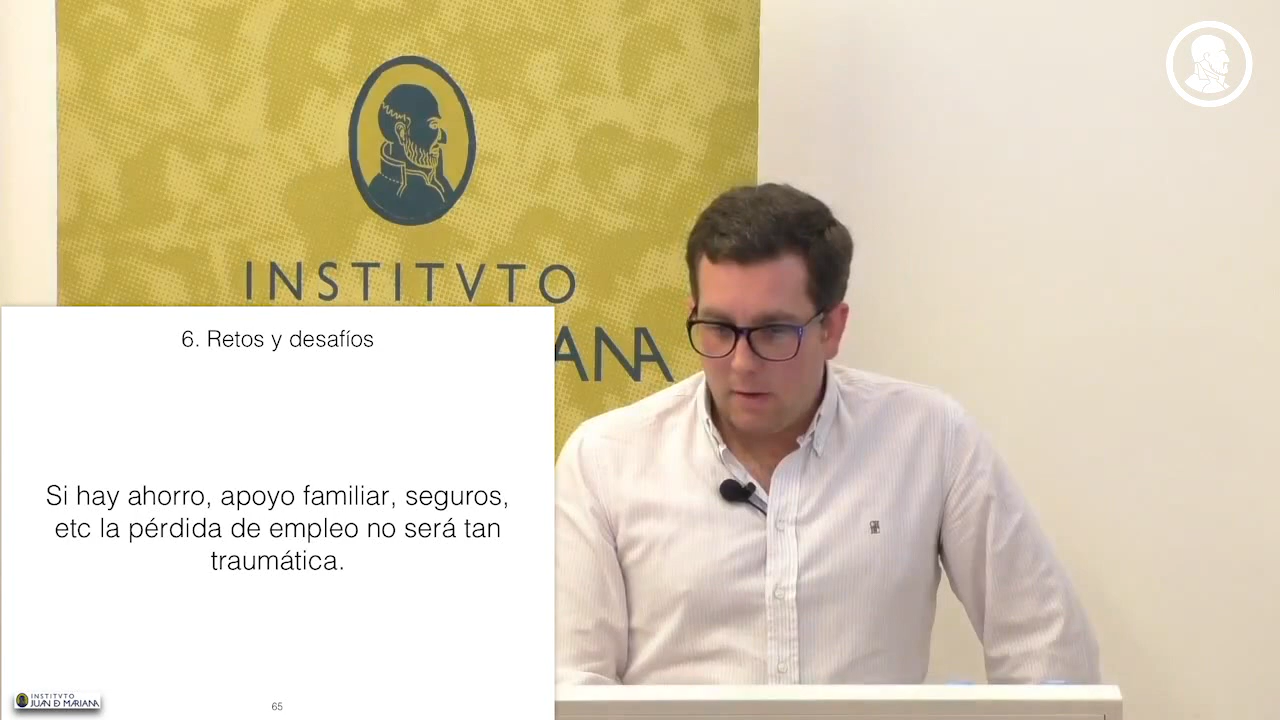 INSTITVTO
ANA
6. Retos y desafíos
Si hay ahorro, apoyo familiar, seguros,
etc la pérdida de empleo no será tan
traumática.
INSTITVTO
JUAN DE MARIANA
65